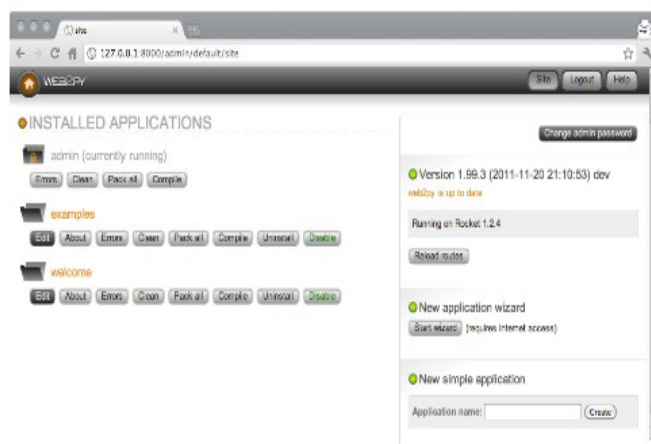 site
127.0.0.1:8000/admin/default/site
WEB2PY
Site Logout Help
INSTALLED APPLICATIONS
admin (currently running)
Errors Clean Pack all Compile
examples
Edit About Errors Clean Pack all Compile Uninstall Disable
welcome
Edit About Errors Clean Pack all Compile Uninstall Disable
Change admin password
Version 1.99.3 (2011-11-20 21:10:53) dev
web2py is up to date
Running on Rocket 1.2.4
Reload routes
New application wizard
Start wizard (requires internet access)
New simple application
Application name: Create